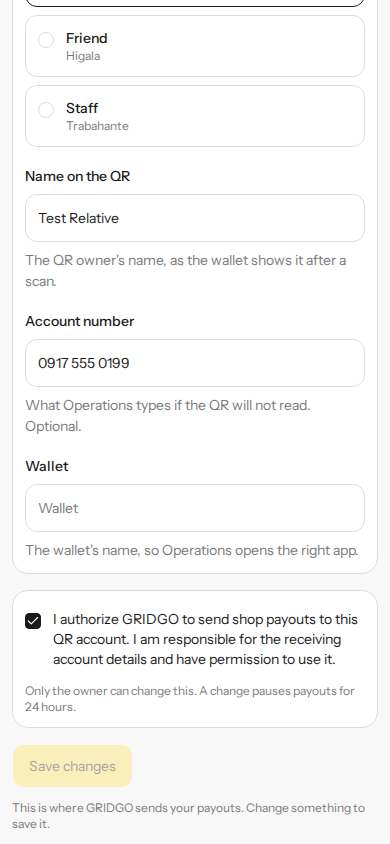 Friend
Higala
Staff
Trabahante
Name on the QR
Test Relative
The QR owner's name, as the wallet shows it after a
scan.
Account number
0917 555 0199
What Operations types if the QR will not read.
Optional.
Wallet
Wallet
The wallet's name, so Operations opens the right app.
I authorize GRIDGO to send shop payouts to this
QR account. I am responsible for the receiving
account details and have permission to use it.
Only the owner can change this. A change pauses payouts for
24 hours.
Save changes
This is where GRIDGO sends your payouts. Change something to
save it.